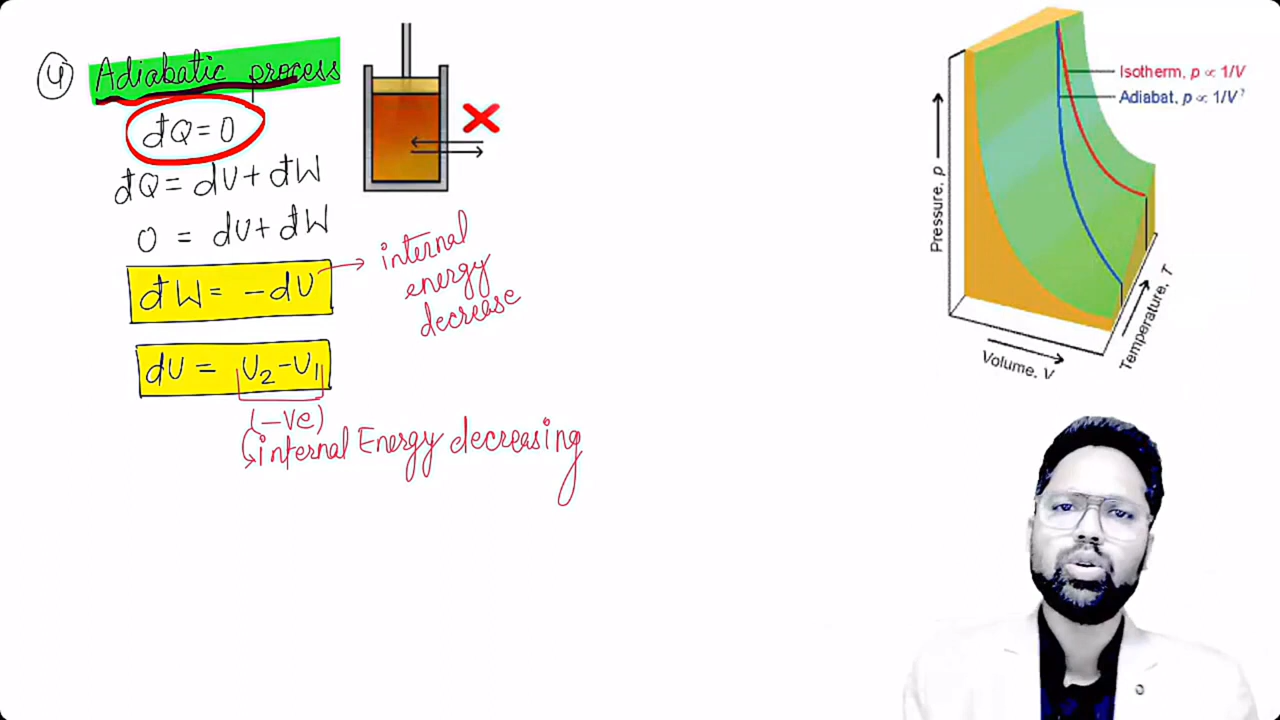 ④ Adiabatic process
đQ = 0
đQ = dU + đW
0 = dU + đW
đW = -dU
internal
energy
decrease
dU = U₂ - U₁
(-ve)
internal Energy decreasing
Isotherm, p ∝ 1/V
Adiabat, p ∝ 1/Vˀ
Pressure, p
Volume, V
Temperature, T